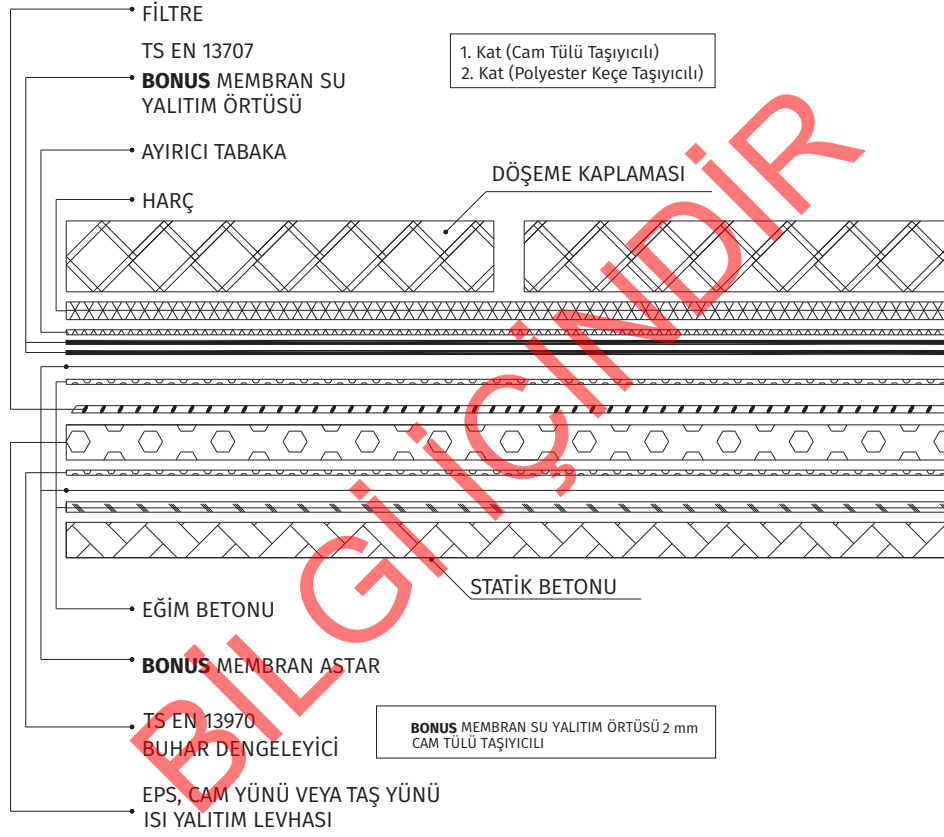 FİLTRE
TS EN 13707
BONUS MEMBRAN SU
YALITIM ÖRTÜSÜ
1. Kat (Cam Tülü Taşıyıcılı)
2. Kat (Polyester Keçe Taşıyıcılı)
AYIRICI TABAKA
HARÇ
DÖŞEME KAPLAMASI
BİLGİ İÇİNDİR
STATİK BETONU
EĞİM BETONU
BONUS MEMBRAN ASTAR
TS EN 13970
BUHAR DENGELEYİCİ
BONUS MEMBRAN SU YALITIM ÖRTÜSÜ 2 mm
CAM TÜLÜ TAŞIYICILI
EPS, CAM YÜNÜ VEYA TAŞ YÜNÜ
ISI YALITIM LEVHASI